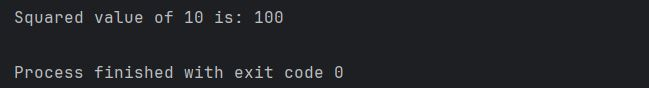 Squared value of 10 is: 100
Process finished with exit code 0